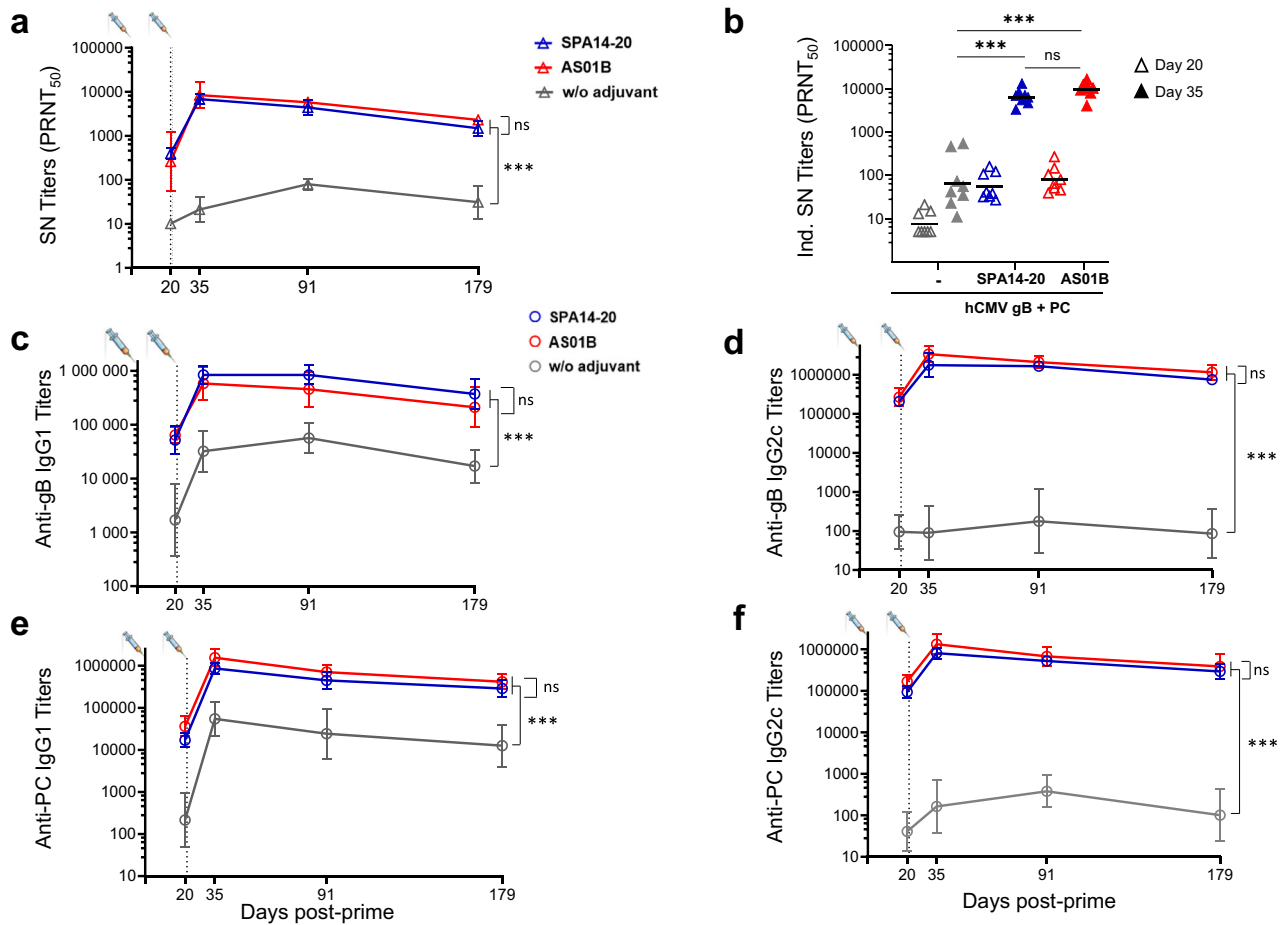 a
SN Titers (PRNT50)
100000
10000
1000
100
10
1
20 35 91 179
SPA14-20
AS01B
w/o adjuvant
ns
***
b
Ind. SN Titers (PRNT50)
100000
10000
1000
100
10
***
***
ns
Day 20
Day 35
- SPA14-20 AS01B
hCMV gB + PC
c
Anti-gB IgG1 Titers
1 000 000
100 000
10 000
1 000
100
20 35 91 179
SPA14-20
AS01B
w/o adjuvant
ns
***
d
Anti-gB IgG2c Titers
1000000
100000
10000
1000
100
10
20 35 91 179
ns
***
e
Anti-PC IgG1 Titers
1000000
100000
10000
1000
100
10
20 35 91 179
Days post-prime
ns
***
f
Anti-PC IgG2c Titers
1000000
100000
10000
1000
100
10
20 35 91 179
Days post-prime
ns
***